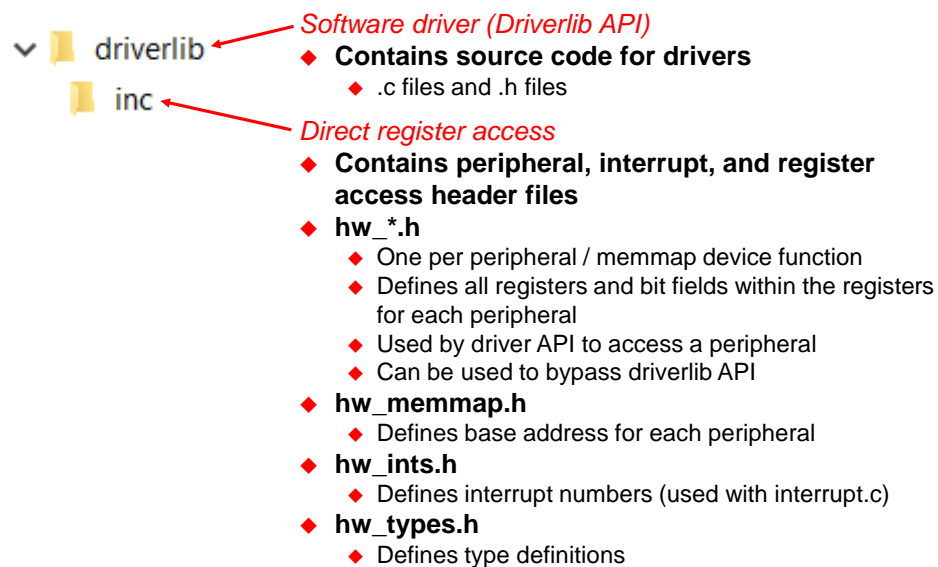 driverlib
inc
Software driver (Driverlib API)
◆ Contains source code for drivers
◆ .c files and .h files
Direct register access
◆ Contains peripheral, interrupt, and register
access header files
◆ hw_*.h
◆ One per peripheral / memmap device function
◆ Defines all registers and bit fields within the registers
for each peripheral
◆ Used by driver API to access a peripheral
◆ Can be used to bypass driverlib API
◆ hw_memmap.h
◆ Defines base address for each peripheral
◆ hw_ints.h
◆ Defines interrupt numbers (used with interrupt.c)
◆ hw_types.h
◆ Defines type definitions